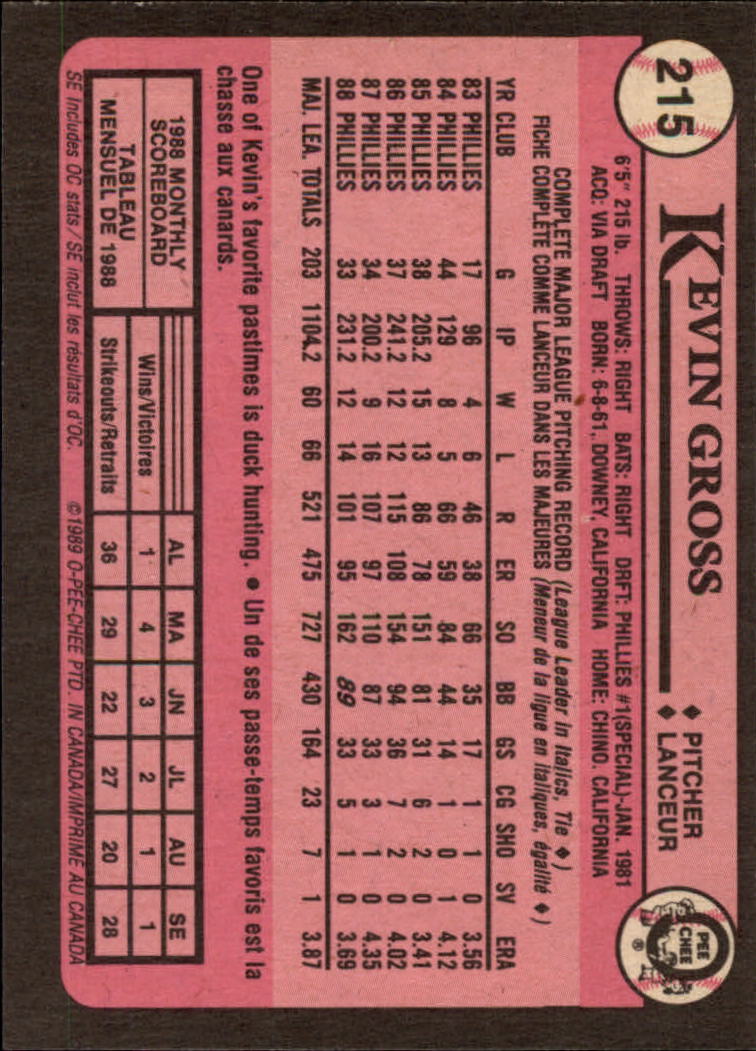 215
KEVIN GROSS
♦ PITCHER
♦ LANCEUR
PEE
CHEE
®
6'5" 215 lb. THROWS: RIGHT BATS: RIGHT DRFT: PHILLIES #1(SPECIAL)-JAN. 1981
ACQ: VIA DRAFT BORN: 6-8-61, DOWNEY, CALIFORNIA HOME: CHINO, CALIFORNIA
COMPLETE MAJOR LEAGUE PITCHING RECORD (League Leader in Italics, Tie ♦)
FICHE COMPLÈTE COMME LANCEUR DANS LES MAJEURES (Meneur de la ligue en italiques, égalité ♦)
YR CLUB G IP W L R ER SO BB GS CG SHO SV ERA
83 PHILLIES 17 96 4 6 46 38 66 35 17 1 1 0 3.56
84 PHILLIES 44 129 8 5 66 59 84 44 14 1 0 1 4.12
85 PHILLIES 38 205.2 15 13 86 78 151 81 31 6 2 0 3.41
86 PHILLIES 37 241.2 12 12 115 108 154 94 36 7 2 0 4.02
87 PHILLIES 34 200.2 9 16 107 97 110 87 33 3 1 0 4.35
88 PHILLIES 33 231.2 12 14 101 95 162 89 33 5 1 0 3.69
MAJ. LEA. TOTALS 203 1104.2 60 66 521 475 727 430 164 23 7 1 3.87
One of Kevin's favorite pastimes is duck hunting. ● Un de ses passe-temps favoris est la
chasse aux canards.
1988 MONTHLY
SCOREBOARD
TABLEAU
MENSUEL DE 1988
AL MA JN JL AU SE
Wins/Victoires 1 4 3 2 1 1
Strikeouts/Retraits 36 29 22 27 20 28
SE Includes OC stats / SE inclut les résultats d'OC. ©1989 O-PEE-CHEE PTD. IN CANADA/IMPRIMÉ AU CANADA